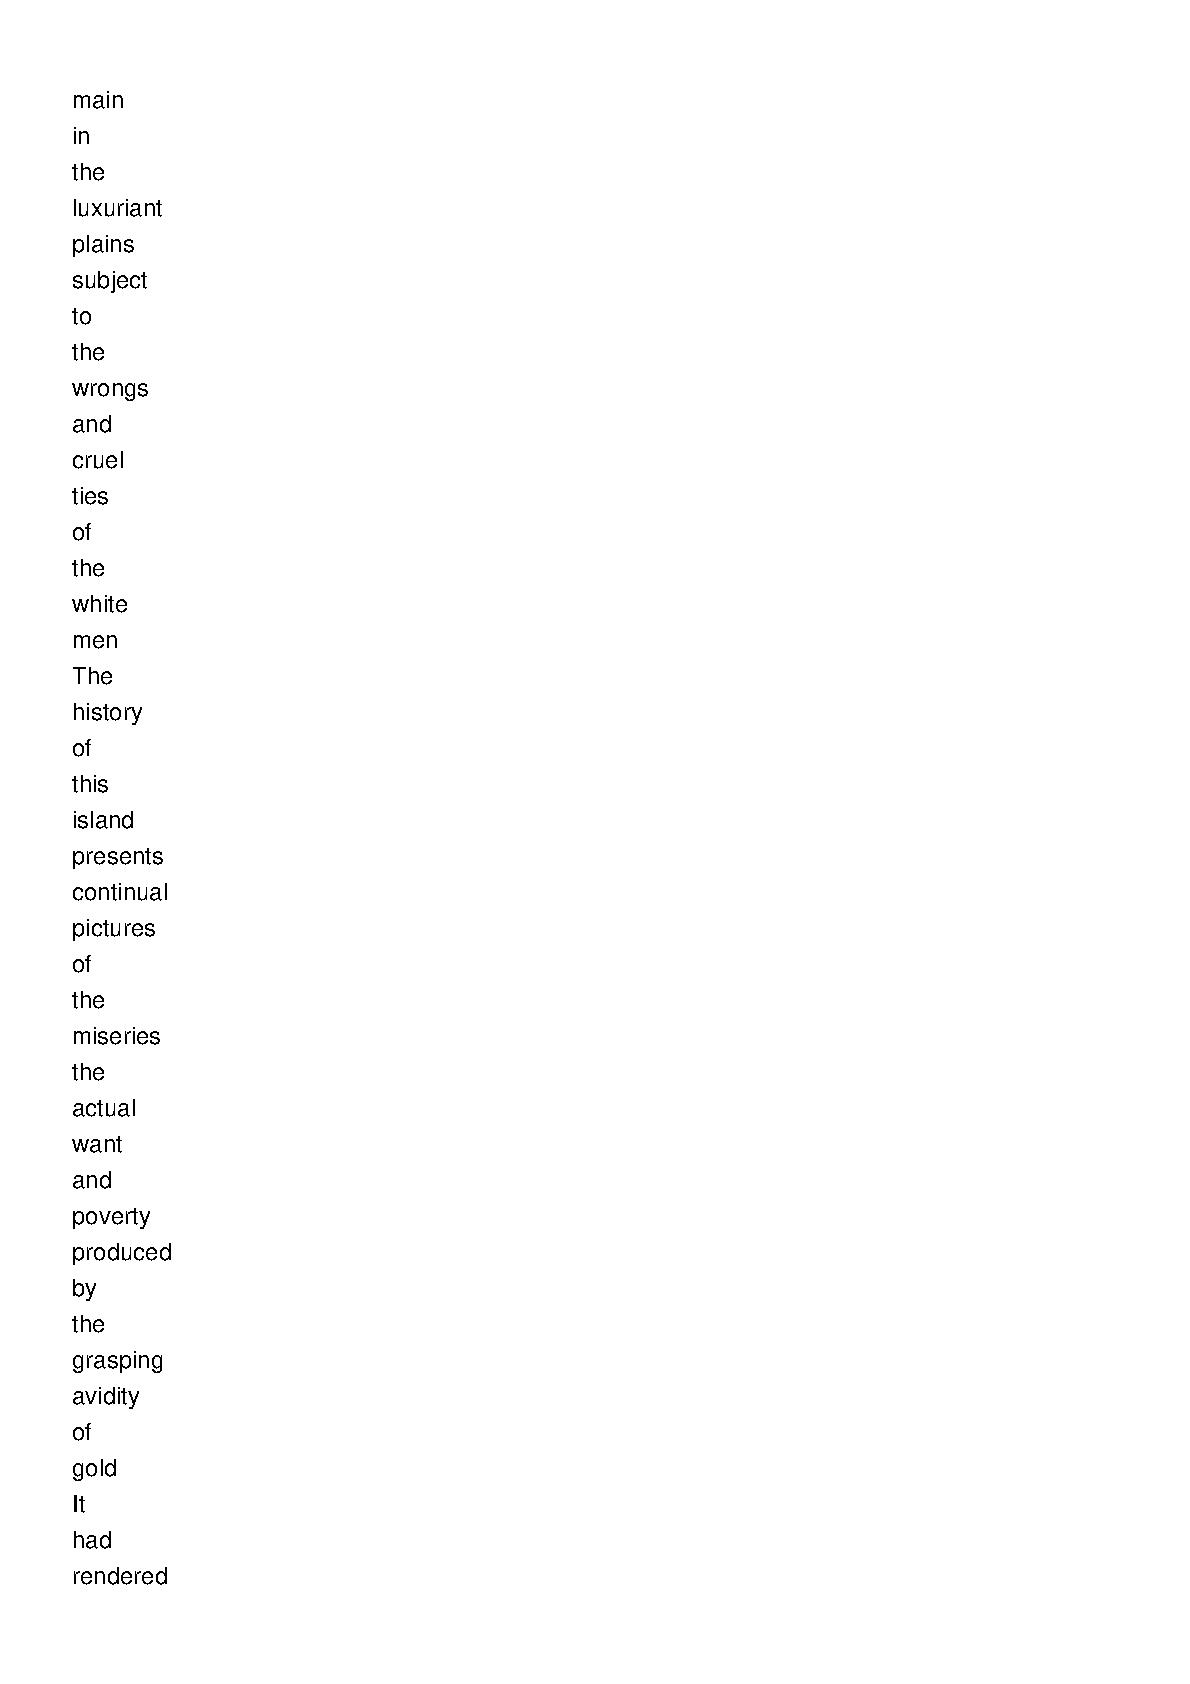 main
in
the
luxuriant
plains
subject
to
the
wrongs
and
cruel
ties
of
the
white
men
The
history
of
this
island
presents
continual
pictures
of
the
miseries
the
actual
want
and
poverty
produced
by
the
grasping
avidity
of
gold
It
had
rendered